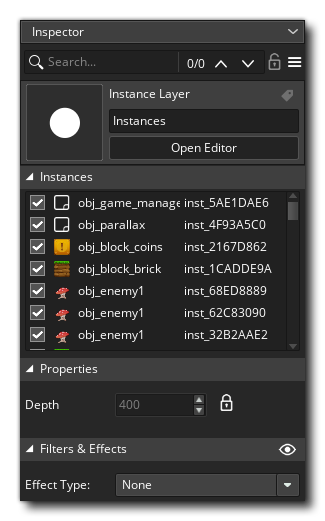 Inspector
Search... 0/0
Instance Layer
Instances
Open Editor
Instances
obj_game_manage inst_5AE1DAE6
obj_parallax inst_4F93A5C0
obj_block_coins inst_2167D862
obj_block_brick inst_1CADDE9A
obj_enemy1 inst_68ED8889
obj_enemy1 inst_62C83090
obj_enemy1 inst_32B2AAE2
Properties
Depth 400
Filters & Effects
Effect Type: None